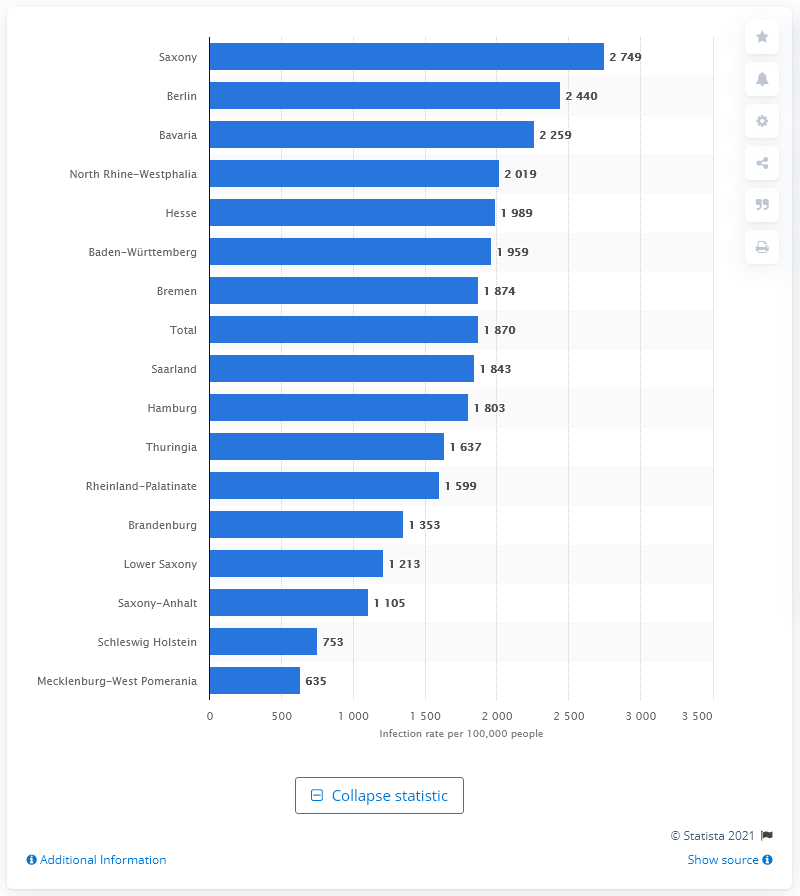 Saxony 2 749
Berlin 2 440
Bavaria 2 259
North Rhine-Westphalia 2 019
Hesse 1 989
Baden-Württemberg 1 959
Bremen 1 874
Total 1 870
Saarland 1 843
Hamburg 1 803
Thuringia 1 637
Rheinland-Palatinate 1 599
Brandenburg 1 353
Lower Saxony 1 213
Saxony-Anhalt 1 105
Schleswig Holstein 753
Mecklenburg-West Pomerania 635
0 500 1 000 1 500 2 000 2 500 3 000 3 500
Infection rate per 100,000 people
Collapse statistic
© Statista 2021
Additional Information Show source